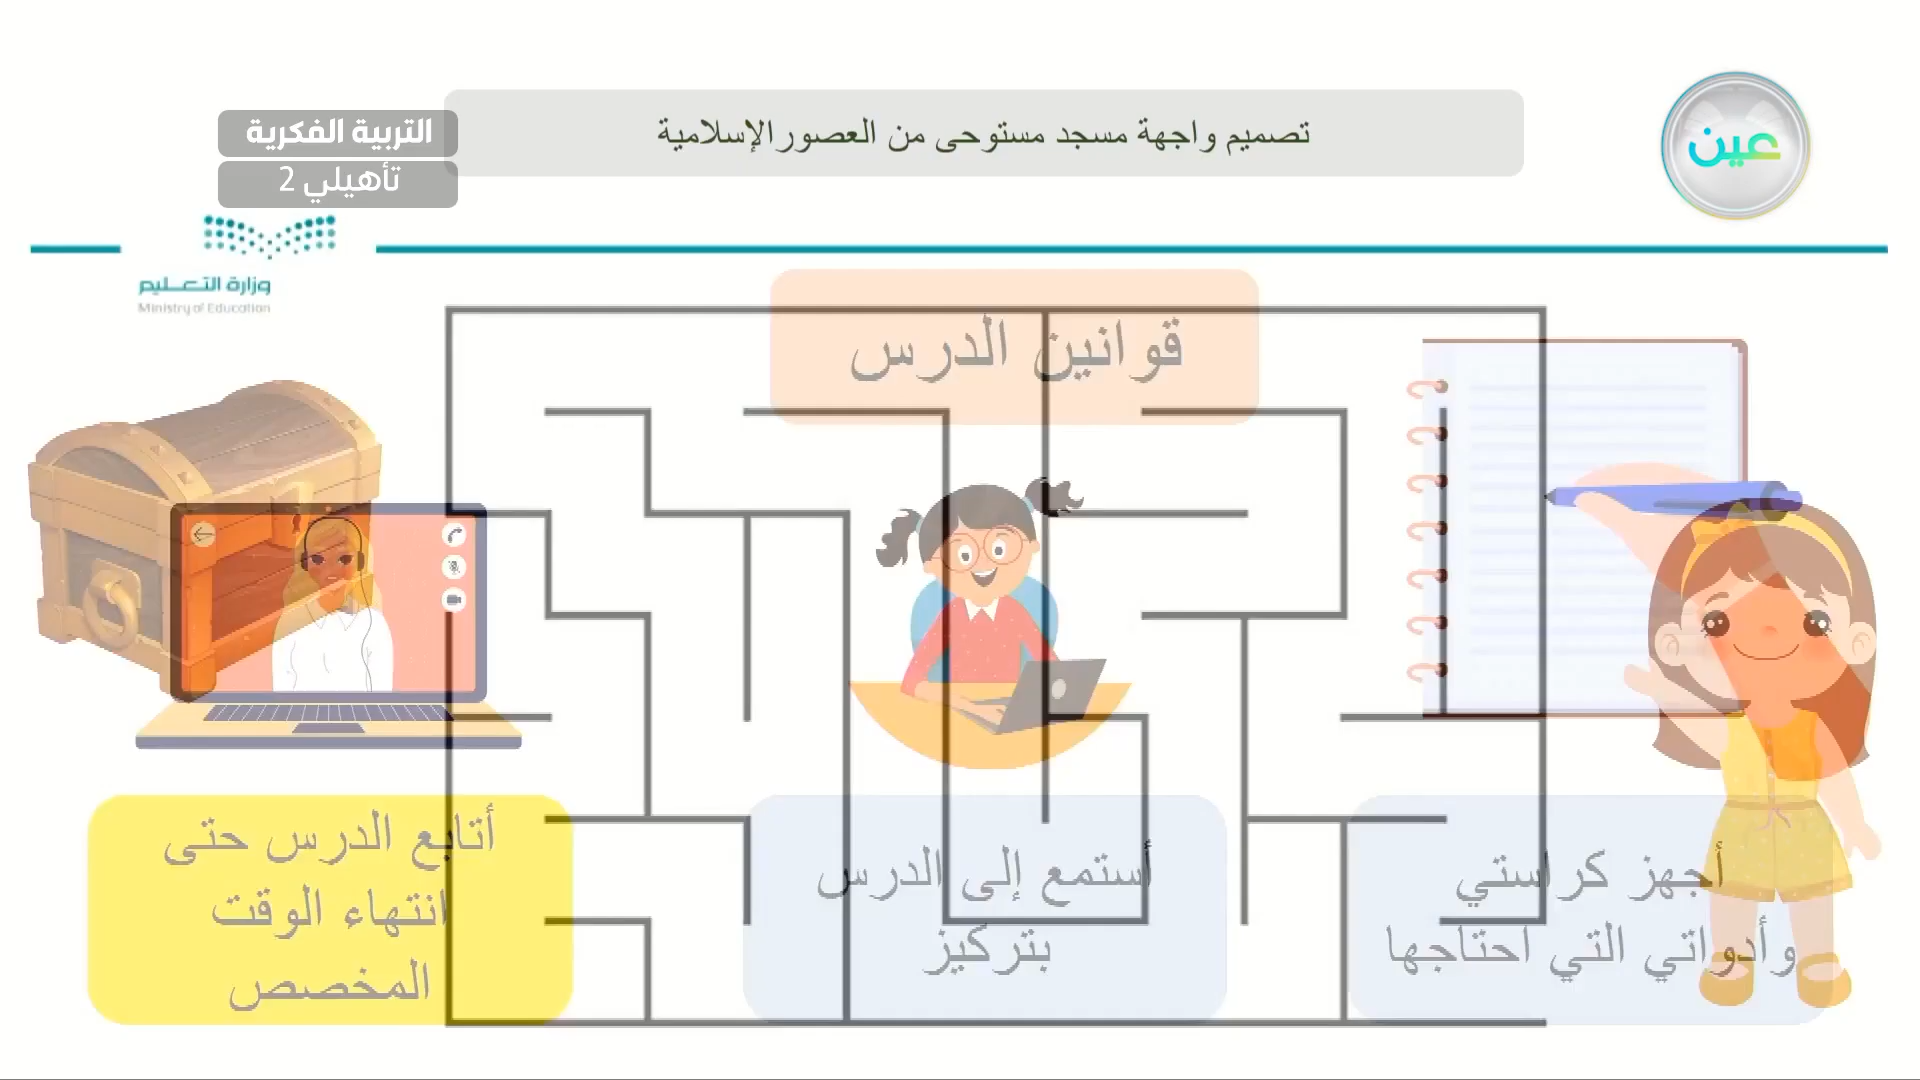 تصميم واجهة مسجد مستوحى من العصور الإسلامية
عين
التربية الفكرية
تأهيلي 2
وزارة التعليم
Ministry of Education
قوانين الدرس
أجهز كراستي
وأدواتي التي احتاجها
أستمع إلى الدرس
بتركيز
أتابع الدرس حتى
انتهاء الوقت
المخصص